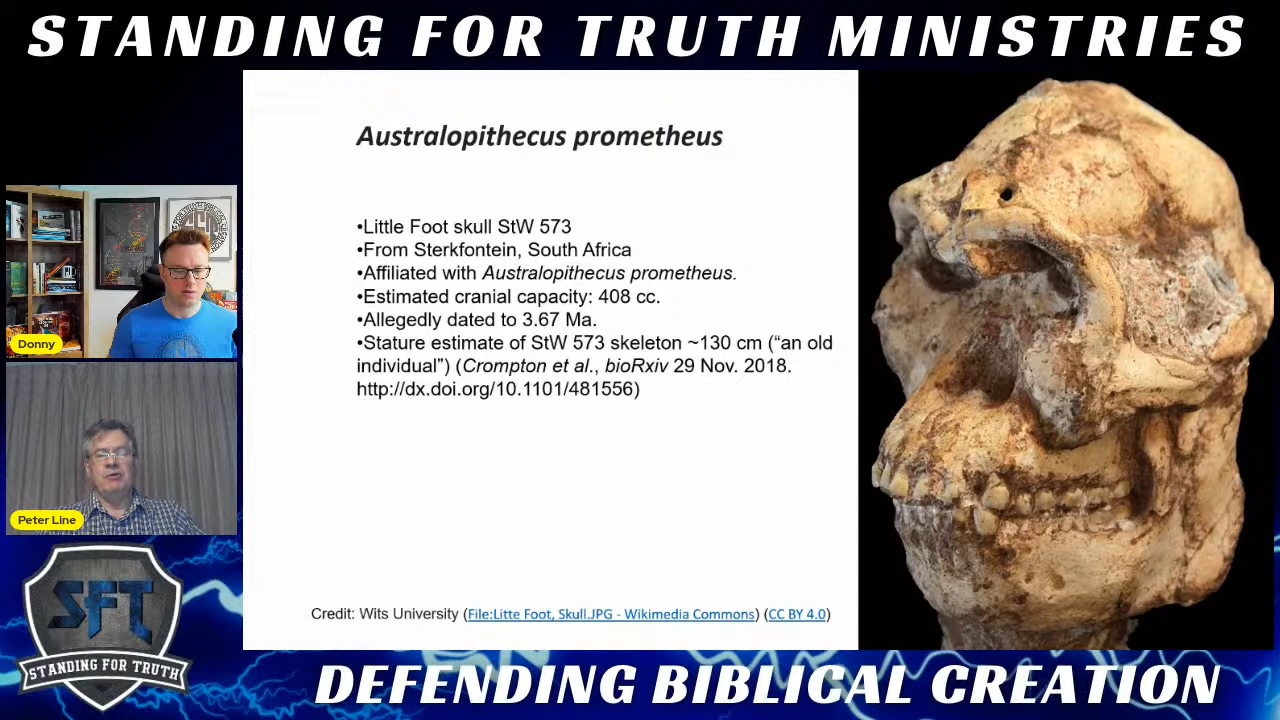 STANDING FOR TRUTH MINISTRIES
Australopithecus prometheus
•Little Foot skull StW 573
•From Sterkfontein, South Africa
•Affiliated with Australopithecus prometheus.
•Estimated cranial capacity: 408 cc.
•Allegedly dated to 3.67 Ma.
•Stature estimate of StW 573 skeleton ~130 cm (“an old
individual”) (Crompton et al., bioRxiv 29 Nov. 2018.
http://dx.doi.org/10.1101/481556)
Credit: Wits University (File:Litte Foot, Skull.JPG - Wikimedia Commons) (CC BY 4.0)
Donny
Peter Line
SFT
STANDING FOR TRUTH
DEFENDING BIBLICAL CREATION